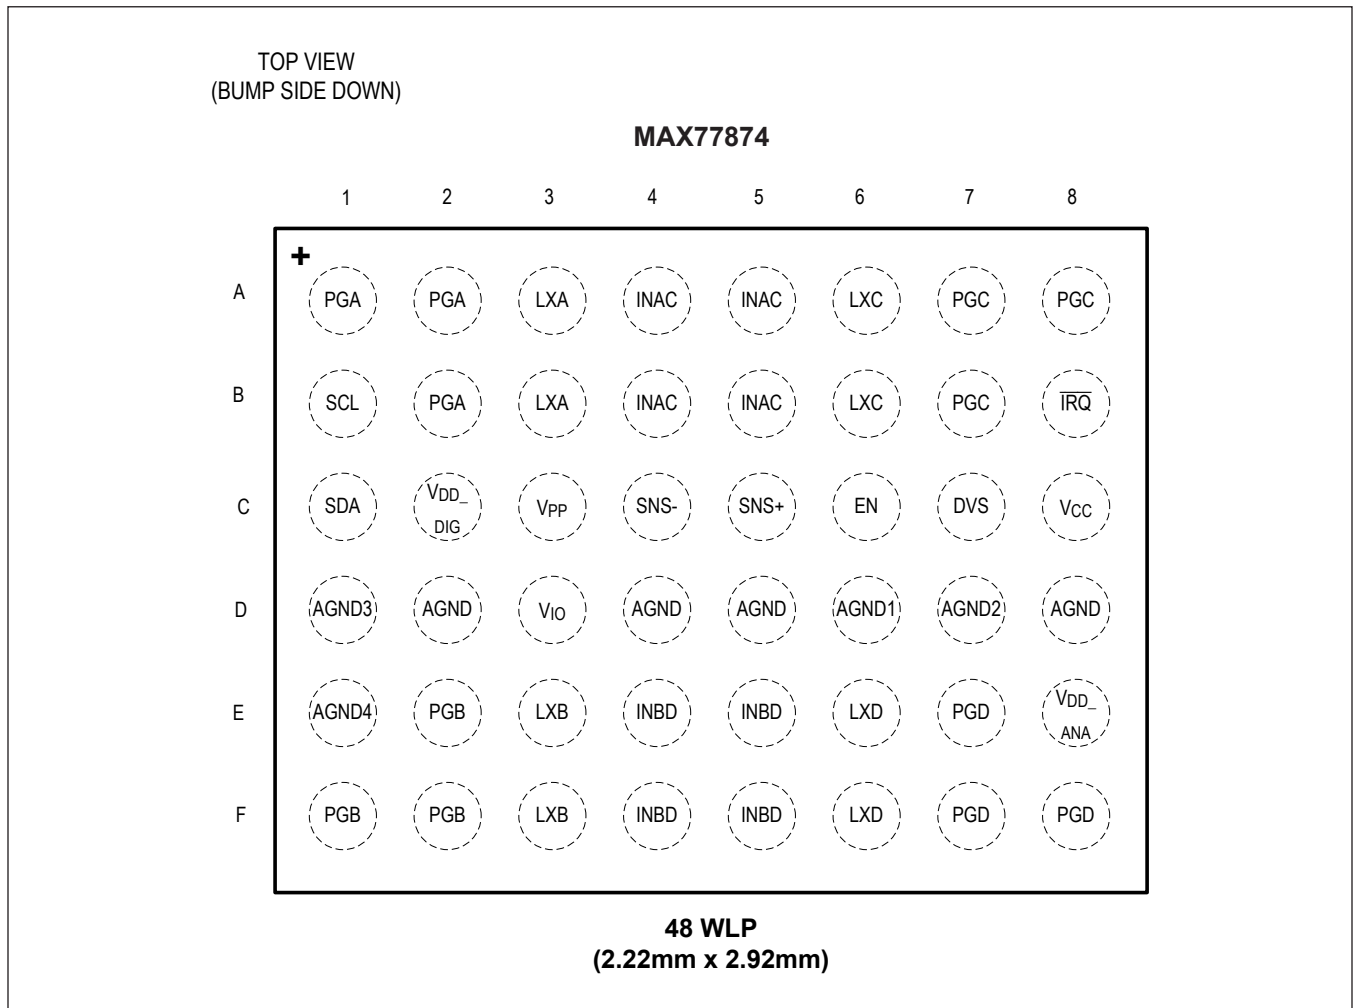 TOP VIEW
(BUMP SIDE DOWN)
MAX77874
1 2 3 4 5 6 7 8
+
A PGA PGA LXA INAC INAC LXC PGC PGC
B SCL PGA LXA INAC INAC LXC PGC I̅R̅Q̅
C SDA VDD_DIG VPP SNS- SNS+ EN DVS VCC
D AGND3 AGND VIO AGND AGND AGND1 AGND2 AGND
E AGND4 PGB LXB INBD INBD LXD PGD VDD_ANA
F PGB PGB LXB INBD INBD LXD PGD PGD
48 WLP
(2.22mm x 2.92mm)